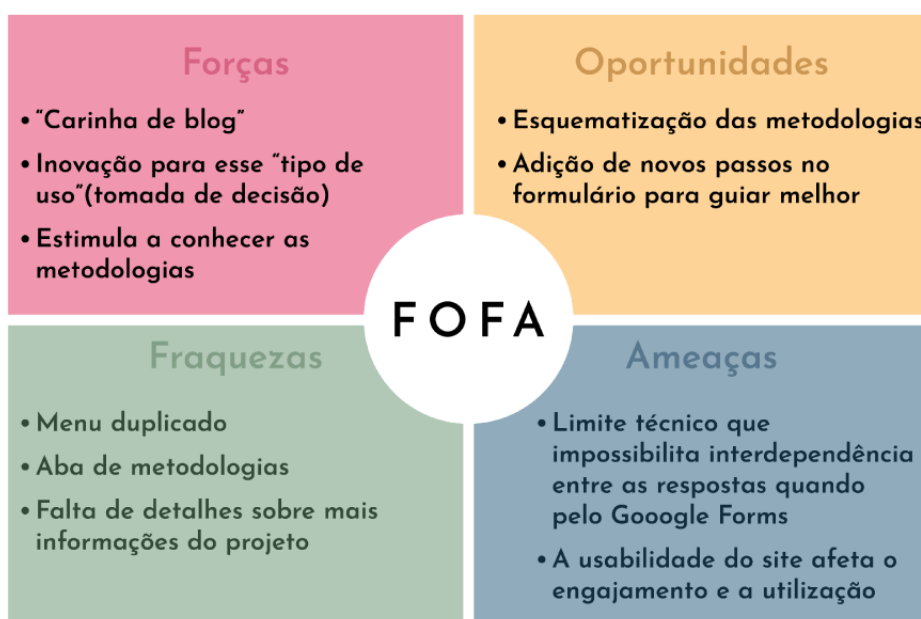 Forças
• “Carinha de blog”
• Inovação para esse “tipo de
uso”(tomada de decisão)
• Estimula a conhecer as
metodologias
Oportunidades
• Esquematização das metodologias
• Adição de novos passos no
formulário para guiar melhor
FOFA
Fraquezas
• Menu duplicado
• Aba de metodologias
• Falta de detalhes sobre mais
informações do projeto
Ameaças
• Limite técnico que
impossibilita interdependência
entre as respostas quando
pelo Gooogle Forms
• A usabilidade do site afeta o
engajamento e a utilização